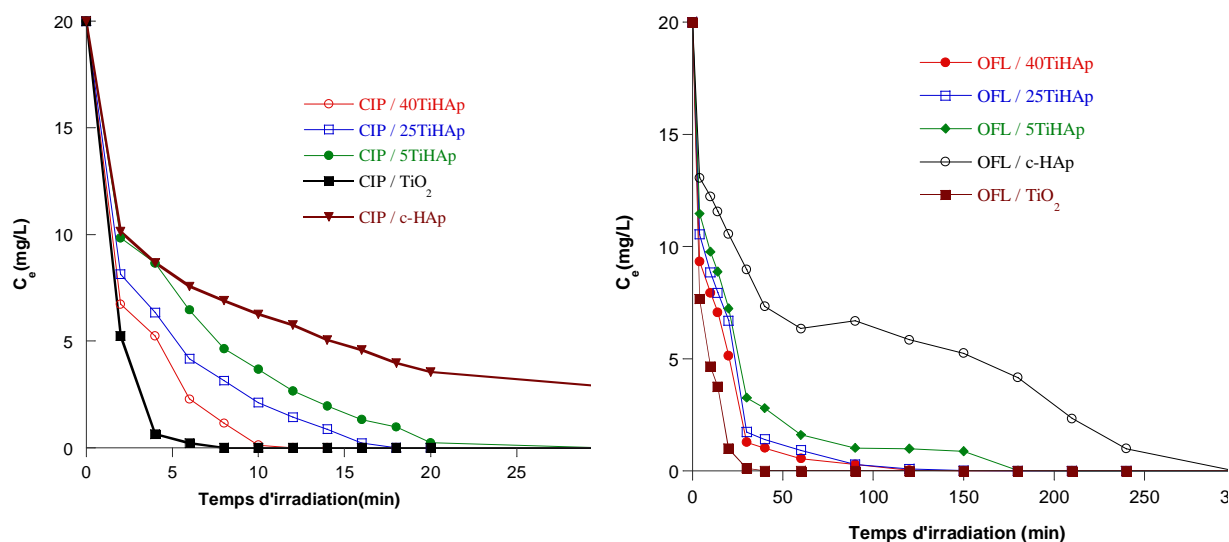 20
15
10
5
0
C_e (mg/L)
CIP / 40TiHAp
CIP / 25TiHAp
CIP / 5TiHAp
CIP / TiO₂
CIP / c-HAp
0 5 10 15 20 25
Temps d'irradiation(min)
20
15
10
5
0
C_e (mg/L)
OFL / 40TiHAp
OFL / 25TiHAp
OFL / 5TiHAp
OFL / c-HAp
OFL / TiO₂
0 50 100 150 200 250 3
Temps d'irradiation (min)